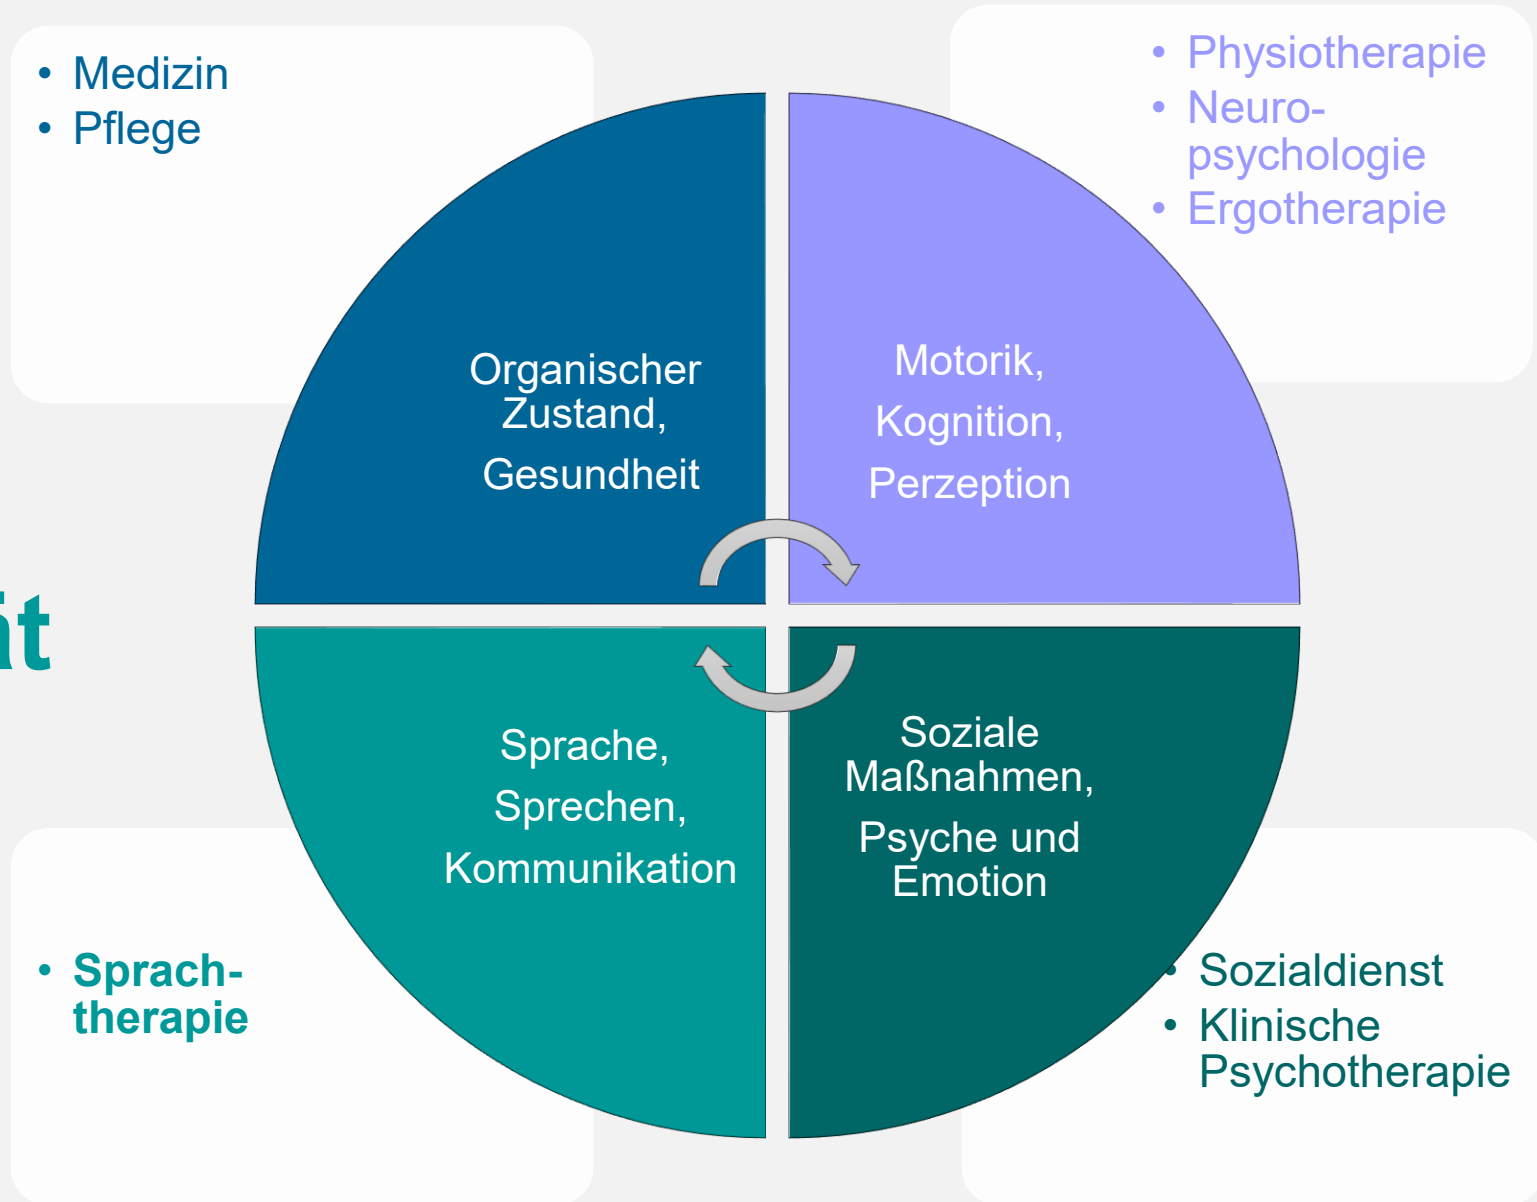 • Medizin
• Pflege
• Physiotherapie
• Neuro-
psychologie
• Ergotherapie
Organischer
Zustand,
Gesundheit
Motorik,
Kognition,
Perzeption
ät
Sprache,
Sprechen,
Kommunikation
Soziale
Maßnahmen,
Psyche und
Emotion
• Sprach-
therapie
• Sozialdienst
• Klinische
Psychotherapie